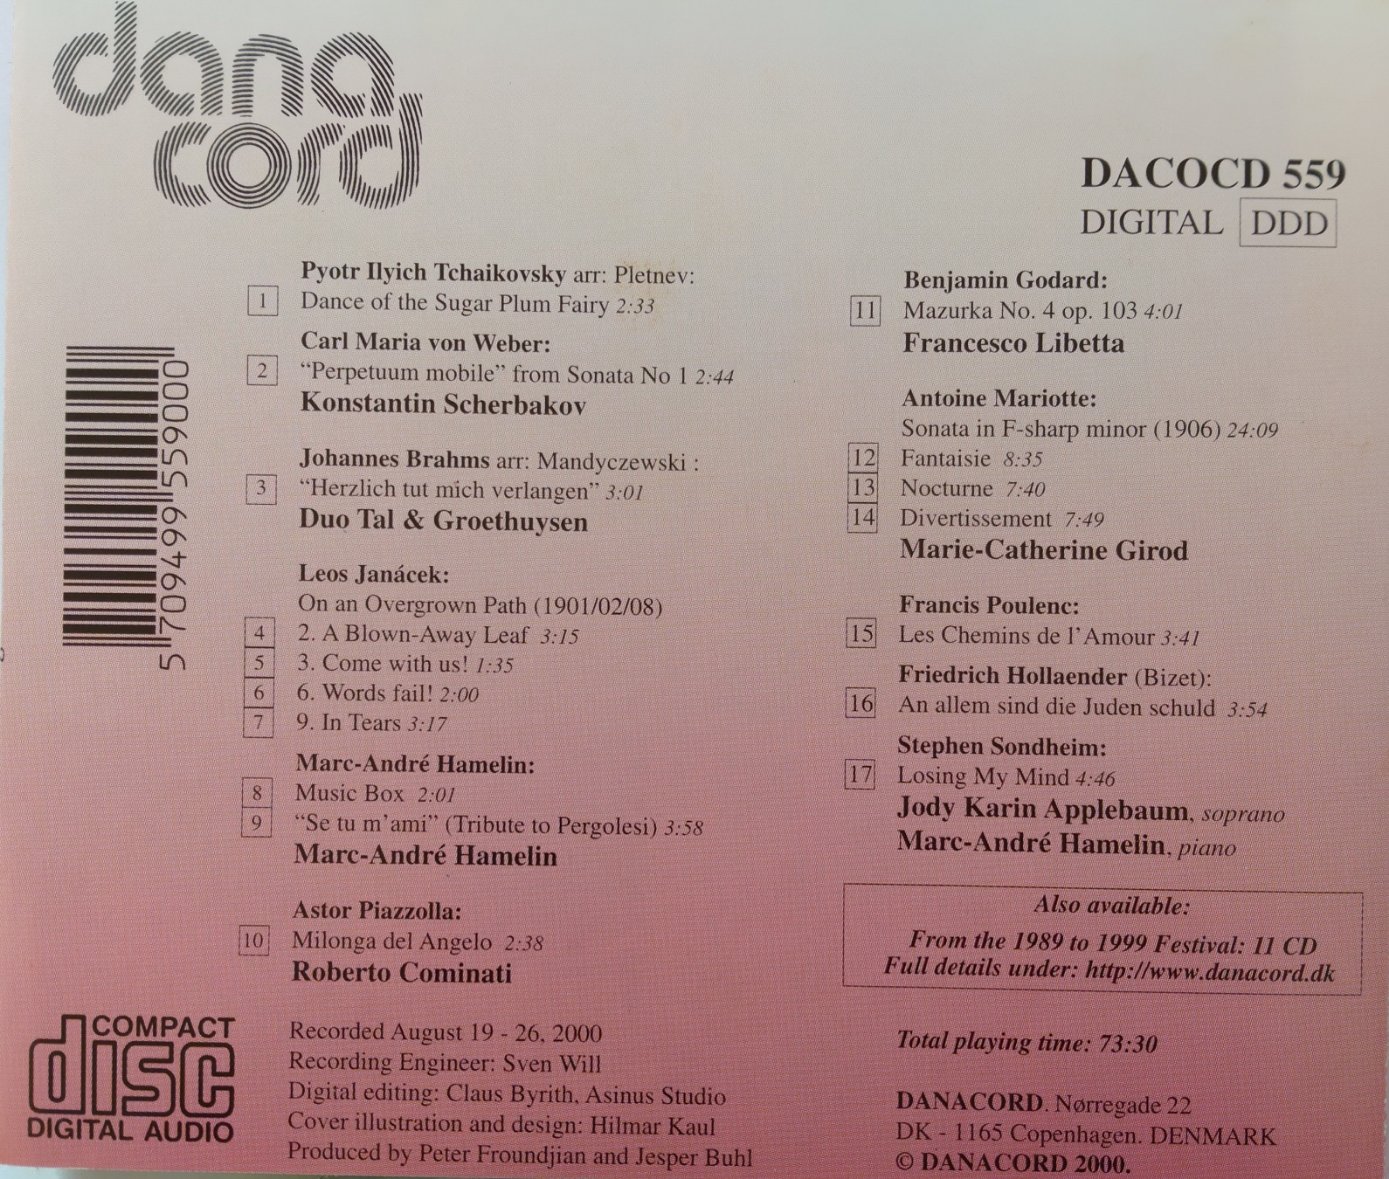 dana
cord
DACOCD 559
DIGITAL DDD
5 709499 559000
Pyotr Ilyich Tchaikovsky arr: Pletnev:
1 Dance of the Sugar Plum Fairy 2:33
Carl Maria von Weber:
2 “Perpetuum mobile” from Sonata No 1 2:44
Konstantin Scherbakov
Johannes Brahms arr: Mandyczewski :
3 “Herzlich tut mich verlangen” 3:01
Duo Tal & Groethuysen
Leos Janácek:
On an Overgrown Path (1901/02/08)
4 2. A Blown-Away Leaf 3:15
5 3. Come with us! 1:35
6 6. Words fail! 2:00
7 9. In Tears 3:17
Marc-André Hamelin:
8 Music Box 2:01
9 “Se tu m’ami” (Tribute to Pergolesi) 3:58
Marc-André Hamelin
Astor Piazzolla:
10 Milonga del Angelo 2:38
Roberto Cominati
Benjamin Godard:
11 Mazurka No. 4 op. 103 4:01
Francesco Libetta
Antoine Mariotte:
Sonata in F-sharp minor (1906) 24:09
12 Fantaisie 8:35
13 Nocturne 7:40
14 Divertissement 7:49
Marie-Catherine Girod
Francis Poulenc:
15 Les Chemins de l’Amour 3:41
Friedrich Hollaender (Bizet):
16 An allem sind die Juden schuld 3:54
Stephen Sondheim:
17 Losing My Mind 4:46
Jody Karin Applebaum, soprano
Marc-André Hamelin, piano
Also available:
From the 1989 to 1999 Festival: 11 CD
Full details under: http://www.danacord.dk
COMPACT
disc
DIGITAL AUDIO
Recorded August 19 - 26, 2000
Recording Engineer: Sven Will
Digital editing: Claus Byrith, Asinus Studio
Cover illustration and design: Hilmar Kaul
Produced by Peter Froundjian and Jesper Buhl
Total playing time: 73:30
DANACORD. Nørregade 22
DK - 1165 Copenhagen. DENMARK
© DANACORD 2000.